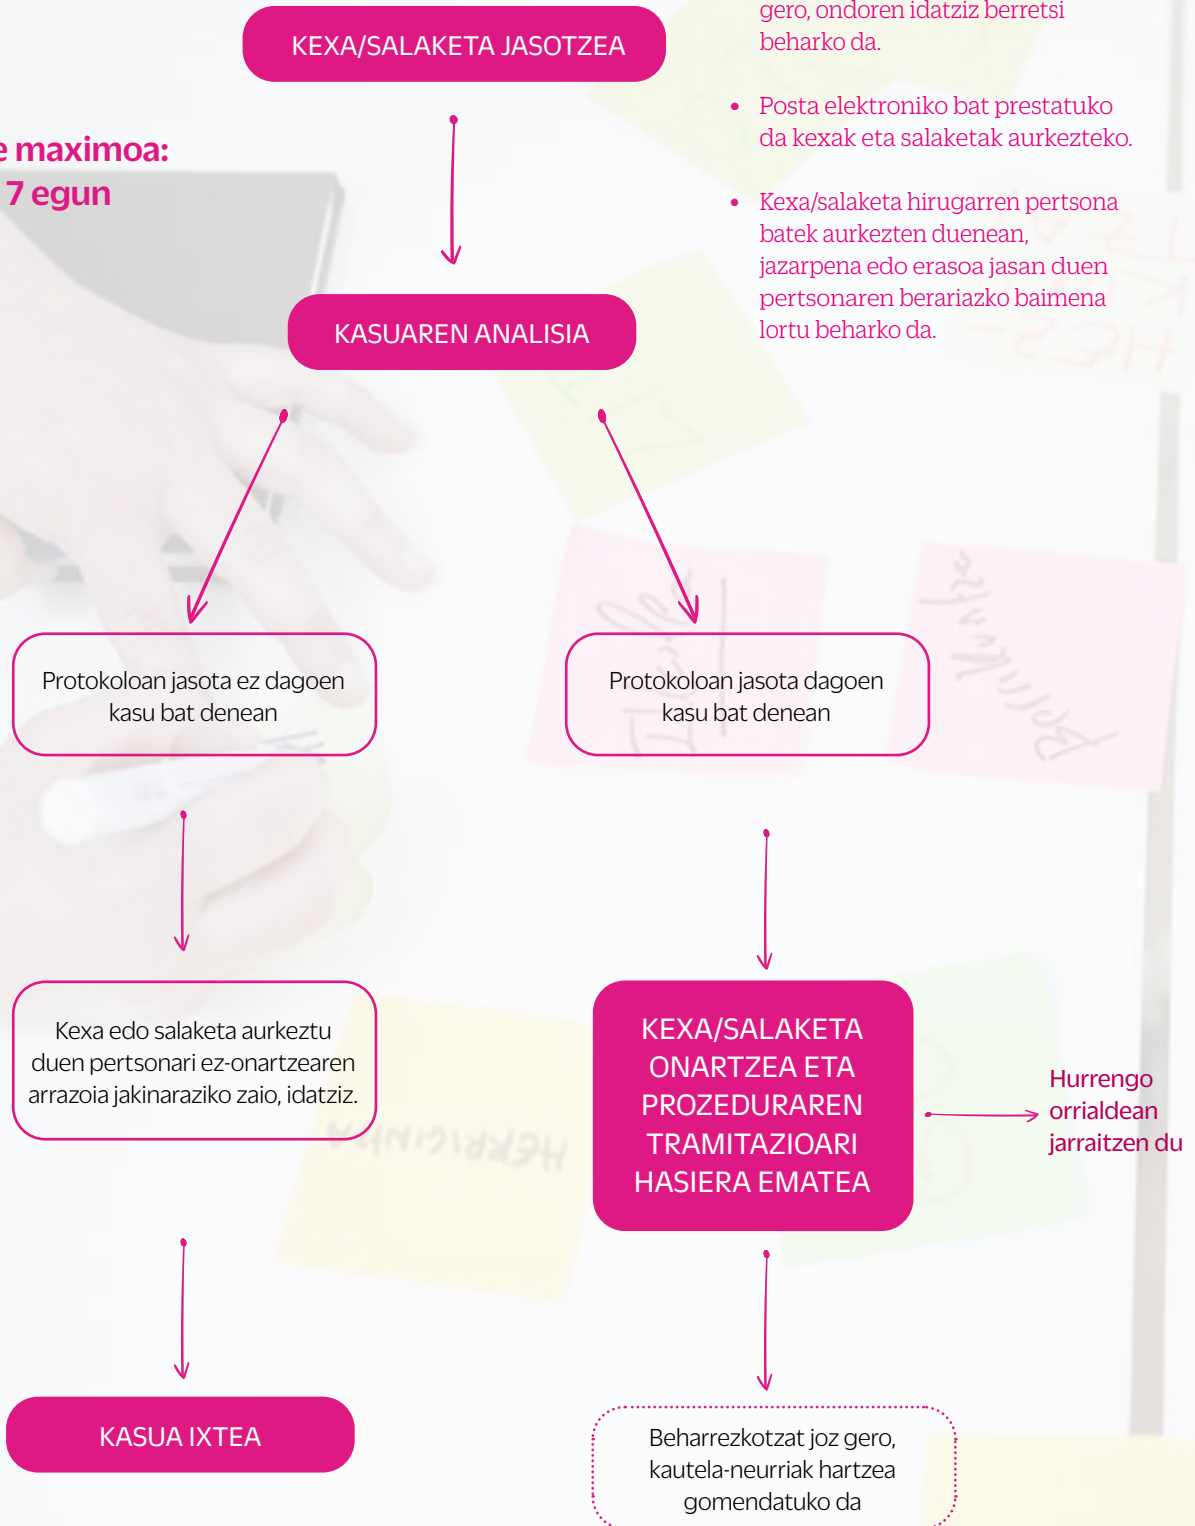 gero, ondoren idatziz berretsi
beharko da.
KEXA/SALAKETA JASOTZEA
• Posta elektroniko bat prestatuko
da kexak eta salaketak aurkezteko.
maximoa:
7 egun
• Kexa/salaketa hirugarren pertsona
batek aurkezten duenean,
jazarpena edo erasoa jasan duen
pertsonaren berariazko baimena
lortu beharko da.
KASUAREN ANALISIA
Protokoloan jasota ez dagoen
kasu bat denean
Protokoloan jasota dagoen
kasu bat denean
Kexa edo salaketa aurkeztu
duen pertsonari ez-onartzearen
arrazoia jakinaraziko zaio, idatziz.
KEXA/SALAKETA
ONARTZEA ETA
PROZEDURAREN
TRAMITAZIOARI
HASIERA EMATEA
Hurrengo
orrialdean
jarraitzen du
HERRIGINTZA
KASUA IXTEA
Beharrezkotzat joz gero,
kautela-neurriak hartzea
gomendatuko da